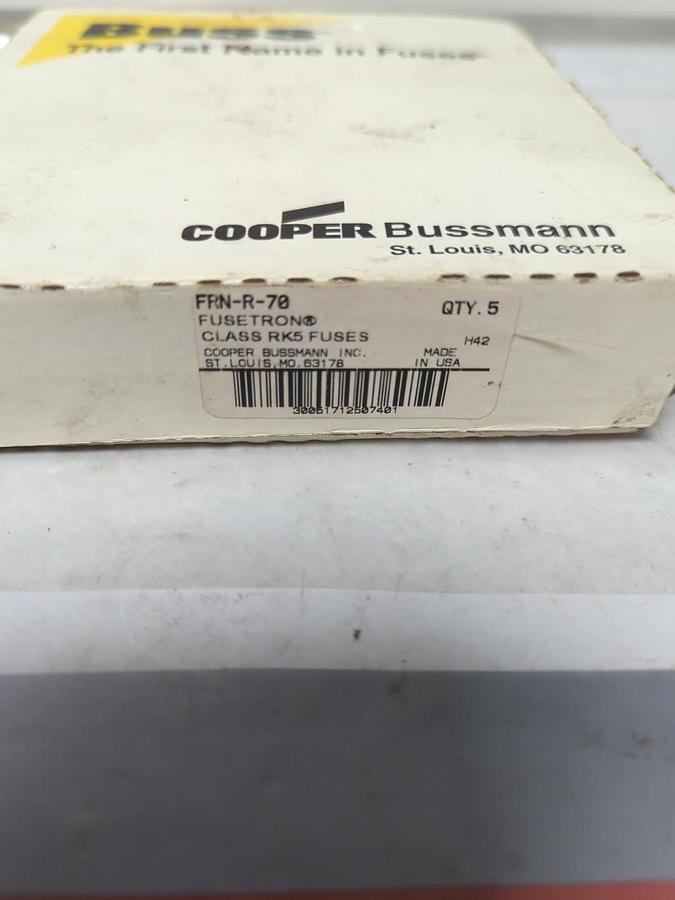 Buss
The First Name in Fuses
COOPER Bussmann
St. Louis, MO 63178
FRN-R-70 QTY. 5
FUSETRON®
CLASS RK5 FUSES H42
COOPER BUSSMANN INC. MADE
ST. LOUIS, MO. 63178 IN USA
30051712507401